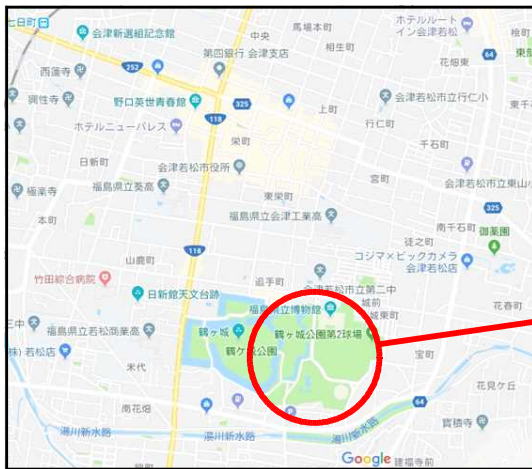 七日町
会津新選組記念館
中央
馬場本町
相生町
ホテルルート
イン会津若松
桧町
64
西蓮寺
252
第四銀行 会津支店
花畑東
興性寺
野口英世青春館
325
118
上町
会津若松市立行仁小
行仁町
ホテルニューパレス
栄町
千石町
日新町
会津若松市役所
宮町
会津若松市立東山小
極楽寺
福島県立葵高
東栄町
325
本町
福島県立会津工業高
南千石町
徒之町
御薬園
山鹿町
118
コジマ×ビックカメラ
会津若松店
竹田綜合病院
追手町
会津若松市立第二中
日新館天文台跡
城前
福島県立博物館
城東町
花春町
三中
福島県立若松商業高
鶴ヶ城
鶴ヶ城公園第2球場
鶴ケ城公園
宝町
若松店
米代
花見ケ丘
南花畑
64
湯川新水路
湯川新水路
湯川新水路
宝積寺
Google
建福寺前